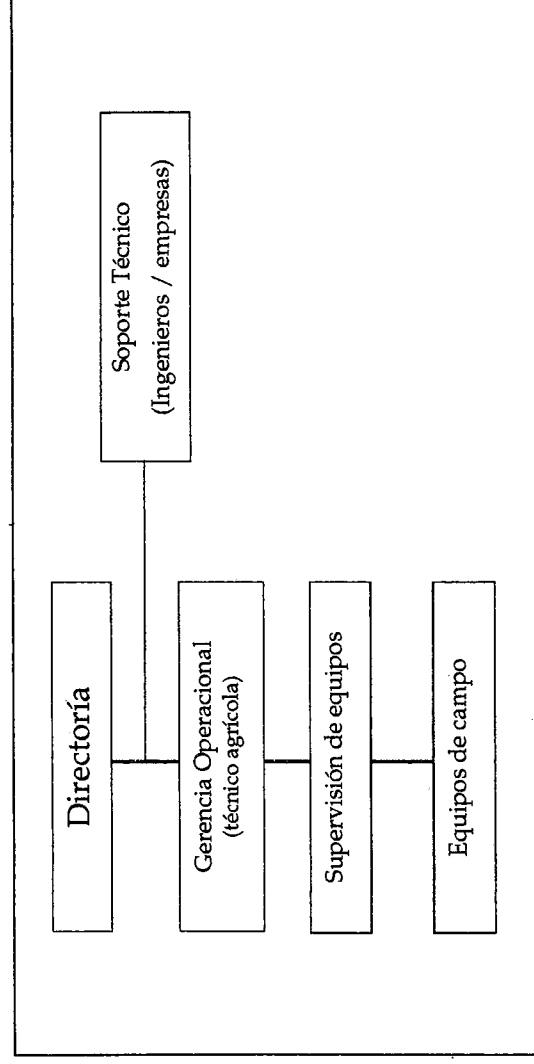 Directoría
Soporte Técnico
(Ingenieros / empresas)
Gerencia Operacional
(técnico agrícola)
Supervisión de equipos
Equipos de campo